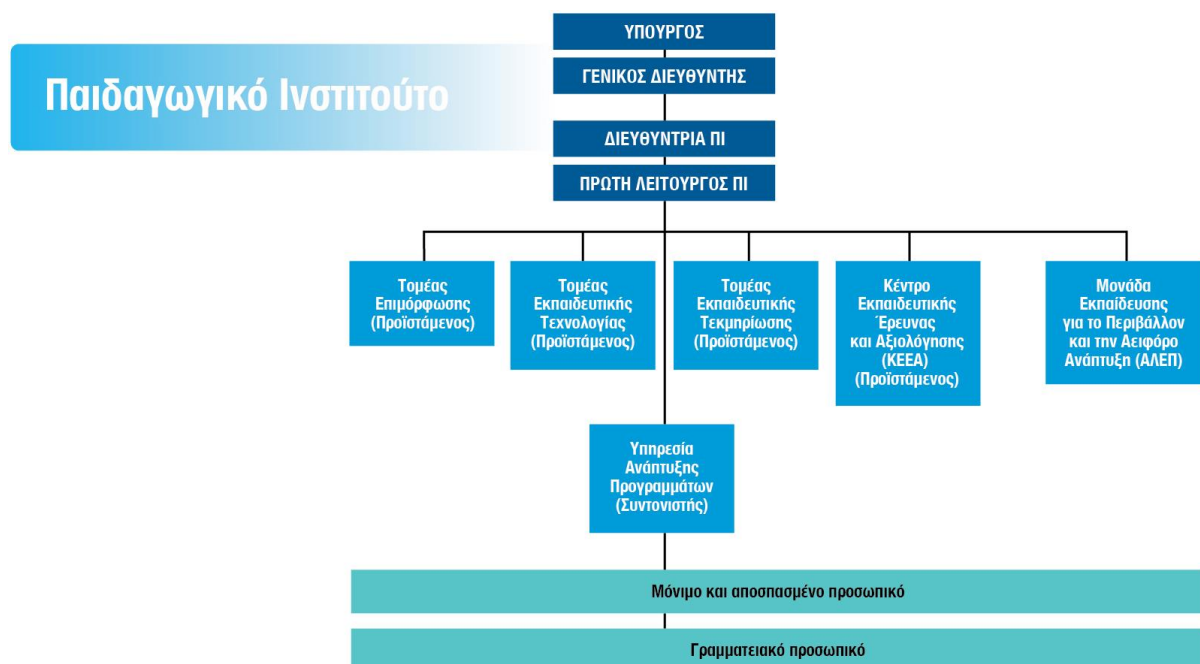 Παιδαγωγικό Ινστιτούτο
ΥΠΟΥΡΓΟΣ
ΓΕΝΙΚΟΣ ΔΙΕΥΘΥΝΤΗΣ
ΔΙΕΥΘΥΝΤΡΙΑ ΠΙ
ΠΡΩΤΗ ΛΕΙΤΟΥΡΓΟΣ ΠΙ
Τομέας
Επιμόρφωσης
(Προϊστάμενος)
Τομέας
Εκπαιδευτικής
Τεχνολογίας
(Προϊστάμενος)
Τομέας
Εκπαιδευτικής
Τεκμηρίωσης
(Προϊστάμενος)
Κέντρο
Εκπαιδευτικής
Έρευνας
και Αξιολόγησης
(ΚΕΕΑ)
(Προϊστάμενος)
Μονάδα
Εκπαίδευσης
για το Περιβάλλον
και την Αειφόρο
Ανάπτυξη (ΑΛΕΠ)
Υπηρεσία
Ανάπτυξης
Προγραμμάτων
(Συντονιστής)
Μόνιμο και αποσπασμένο προσωπικό
Γραμματειακό προσωπικό